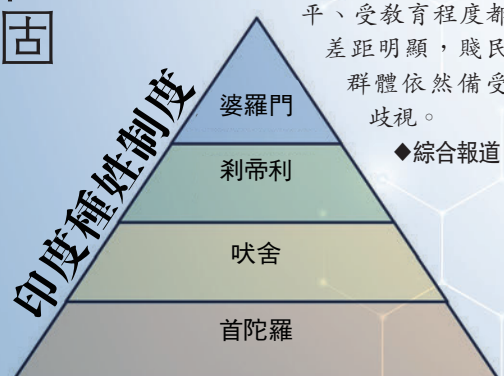 古
平、受教育程度都
差距明顯，賤民
群體依然備受
歧視。
◆綜合報道
印度種姓制度
婆羅門
剎帝利
吠舍
首陀羅